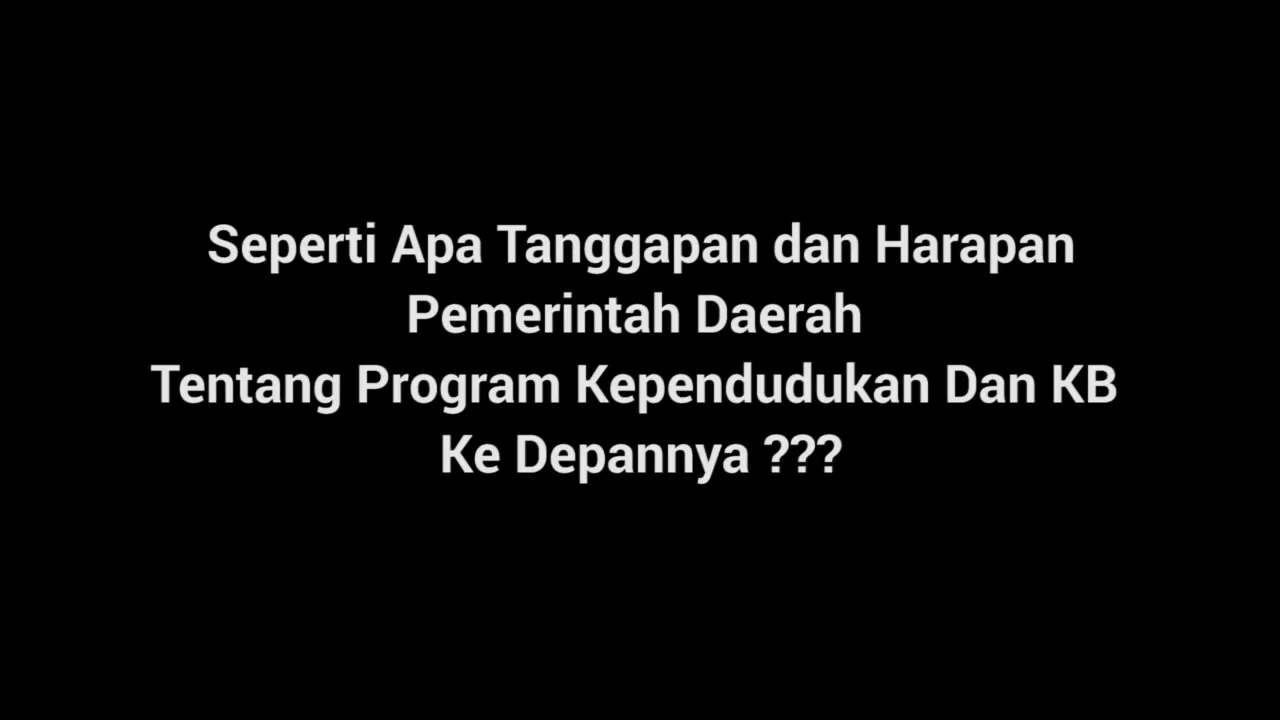 Seperti Apa Tanggapan dan Harapan
Pemerintah Daerah
Tentang Program Kependudukan Dan KB
Ke Depannya ???